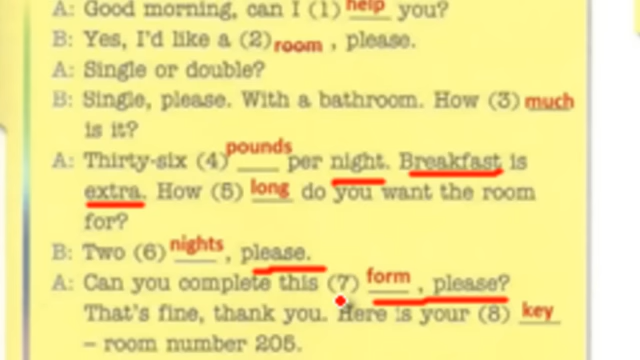 A: Good morning, can I (1) help you?
B: Yes, I'd like a (2) room, please.
A: Single or double?
B: Single, please. With a bathroom. How (3) much
is it?
A: Thirty-six (4) pounds per night. Breakfast is
extra. How (5) long do you want the room
for?
B: Two (6) nights, please.
A: Can you complete this (7) form, please?
That's fine, thank you. Here is your (8) key
– room number 205.